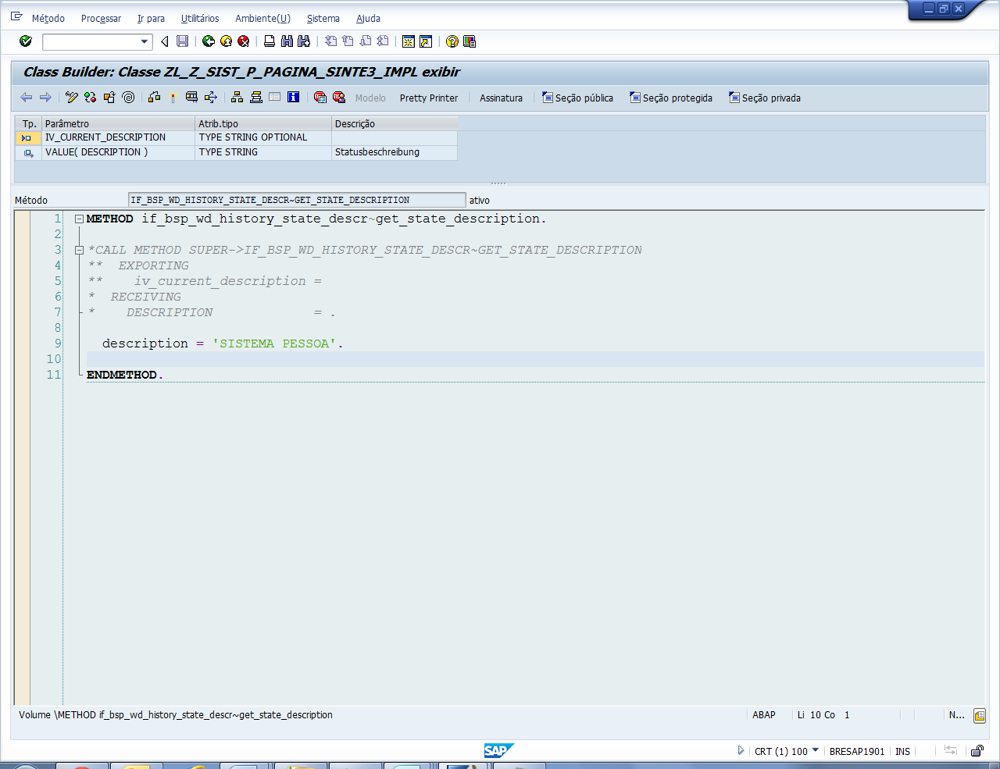 Método Processar Ir para Utilitários Ambiente(U) Sistema Ajuda
Class Builder: Classe ZL_Z_SIST_P_PAGINA_SINTE3_IMPL exibir
Modelo Pretty Printer Assinatura Seção pública Seção protegida Seção privada
Tp. Parâmetro Atrib.tipo Descrição
IV_CURRENT_DESCRIPTION TYPE STRING OPTIONAL
VALUE( DESCRIPTION ) TYPE STRING Statusbeschreibung
Método IF_BSP_WD_HISTORY_STATE_DESCR~GET_STATE_DESCRIPTION ativo
1 METHOD if_bsp_wd_history_state_descr~get_state_description.
2
3 *CALL METHOD SUPER->IF_BSP_WD_HISTORY_STATE_DESCR~GET_STATE_DESCRIPTION
4 ** EXPORTING
5 ** iv_current_description =
6 * RECEIVING
7 * DESCRIPTION = .
8
9 description = 'SISTEMA PESSOA'.
10
11 ENDMETHOD.
Volume \METHOD if_bsp_wd_history_state_descr~get_state_description ABAP Li 10 Co 1 N...
SAP
CRT (1) 100 BRESAP1901 INS